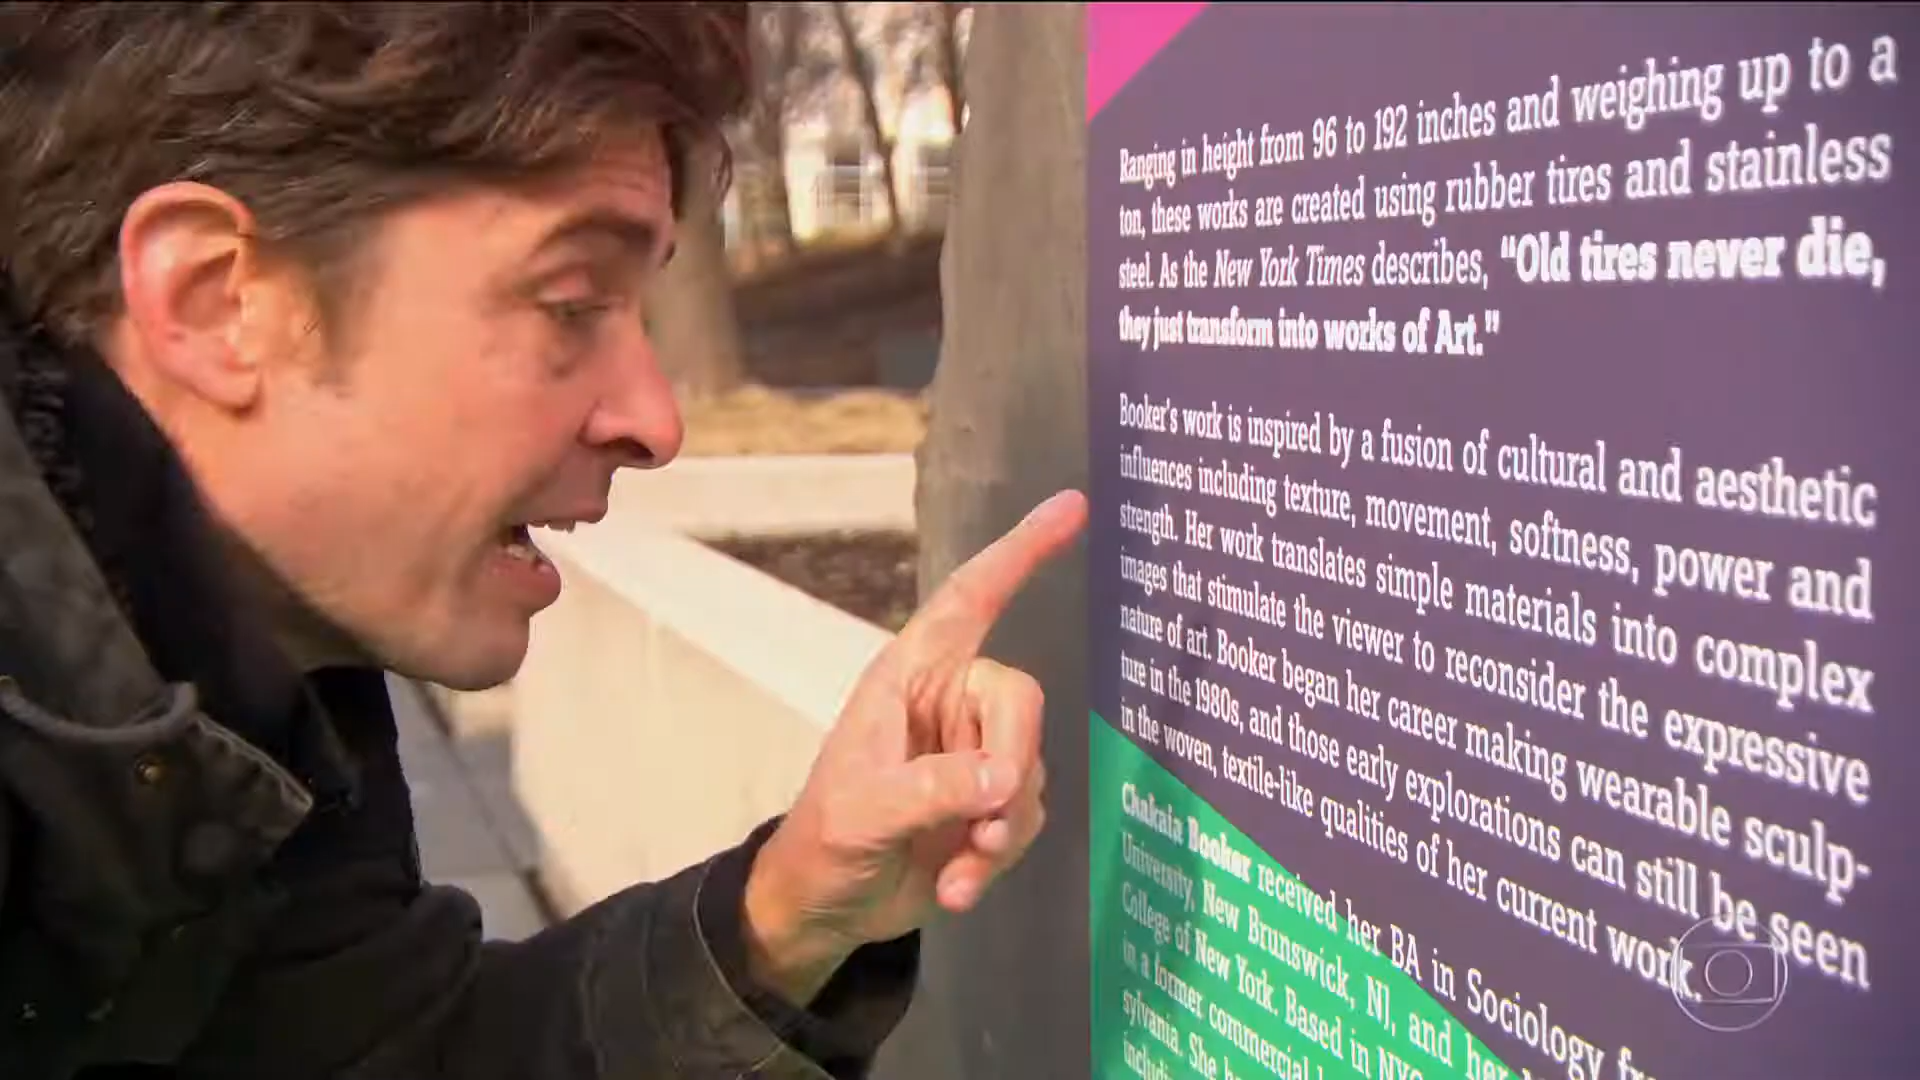 Ranging in height from 96 to 192 inches and weighing up to a
ton, these works are created using rubber tires and stainless
steel. As the New York Times describes, "Old tires never die,
they just transform into works of Art."
Booker's work is inspired by a fusion of cultural and aesthetic
influences including texture, movement, softness, power and
strength. Her work translates simple materials into complex
images that stimulate the viewer to reconsider the expressive
nature of art. Booker began her career making wearable sculp-
ture in the 1980s, and those early explorations can still be seen
in the woven, textile-like qualities of her current work.
Chakaia Booker received her BA in Sociology
University, New Brunswick, NJ, and her
College of New York. Based in NYC
in a former commercial
sylvania. She